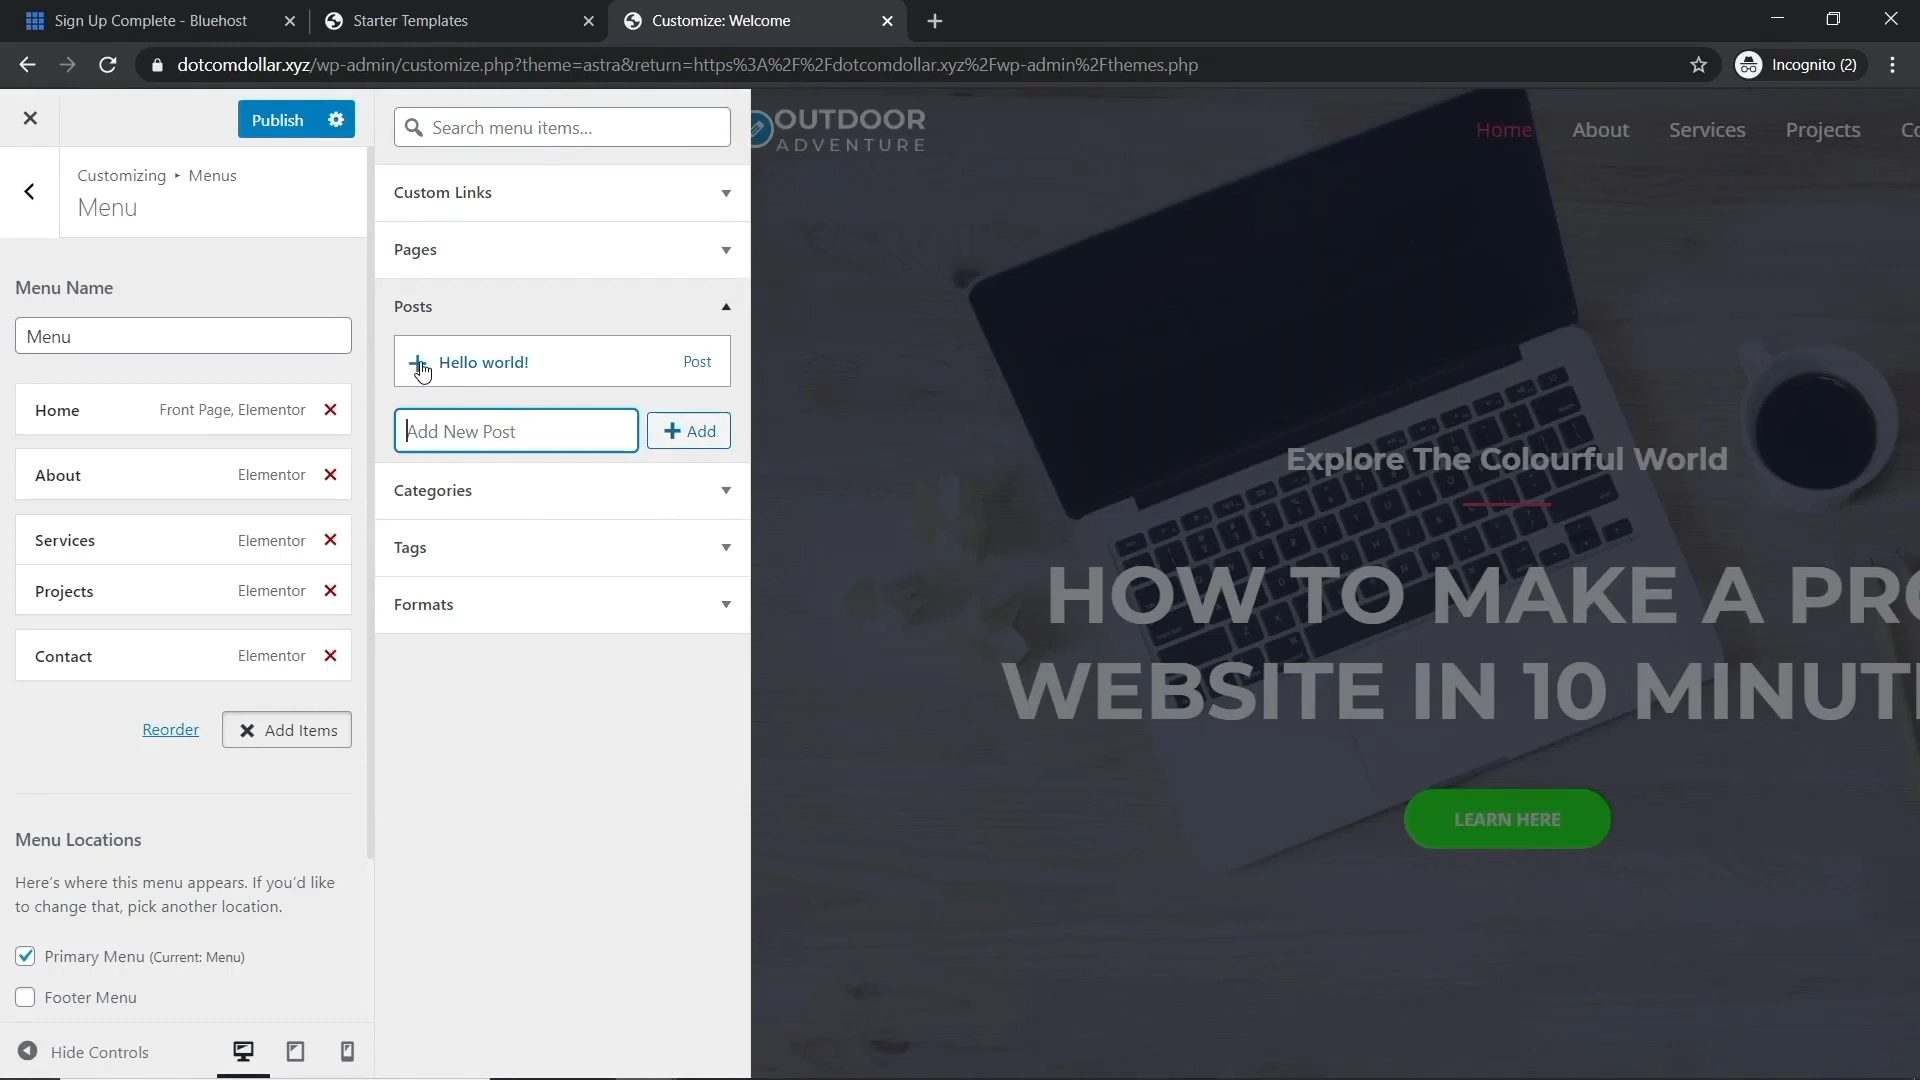 Sign Up Complete - Bluehost
Starter Templates
Customize: Welcome
dotcomdollar.xyz/wp-admin/customize.php?theme=astra&return=https%3A%2F%2Fdotcomdollar.xyz%2Fwp-admin%2Fthemes.php
Incognito (2)
Publish
Customizing ▸ Menus
Menu
Menu Name
Menu
Home Front Page, Elementor
About Elementor
Services Elementor
Projects Elementor
Contact Elementor
Reorder
Add Items
Menu Locations
Here's where this menu appears. If you'd like
to change that, pick another location.
Primary Menu (Current: Menu)
Footer Menu
Hide Controls
Search menu items...
Custom Links
Pages
Posts
Hello world! Post
Add New Post
Add
Categories
Tags
Formats
OUTDOOR
ADVENTURE
Home About Services Projects Co
Explore The Colourful World
HOW TO MAKE A PRO
WEBSITE IN 10 MINUT
LEARN HERE